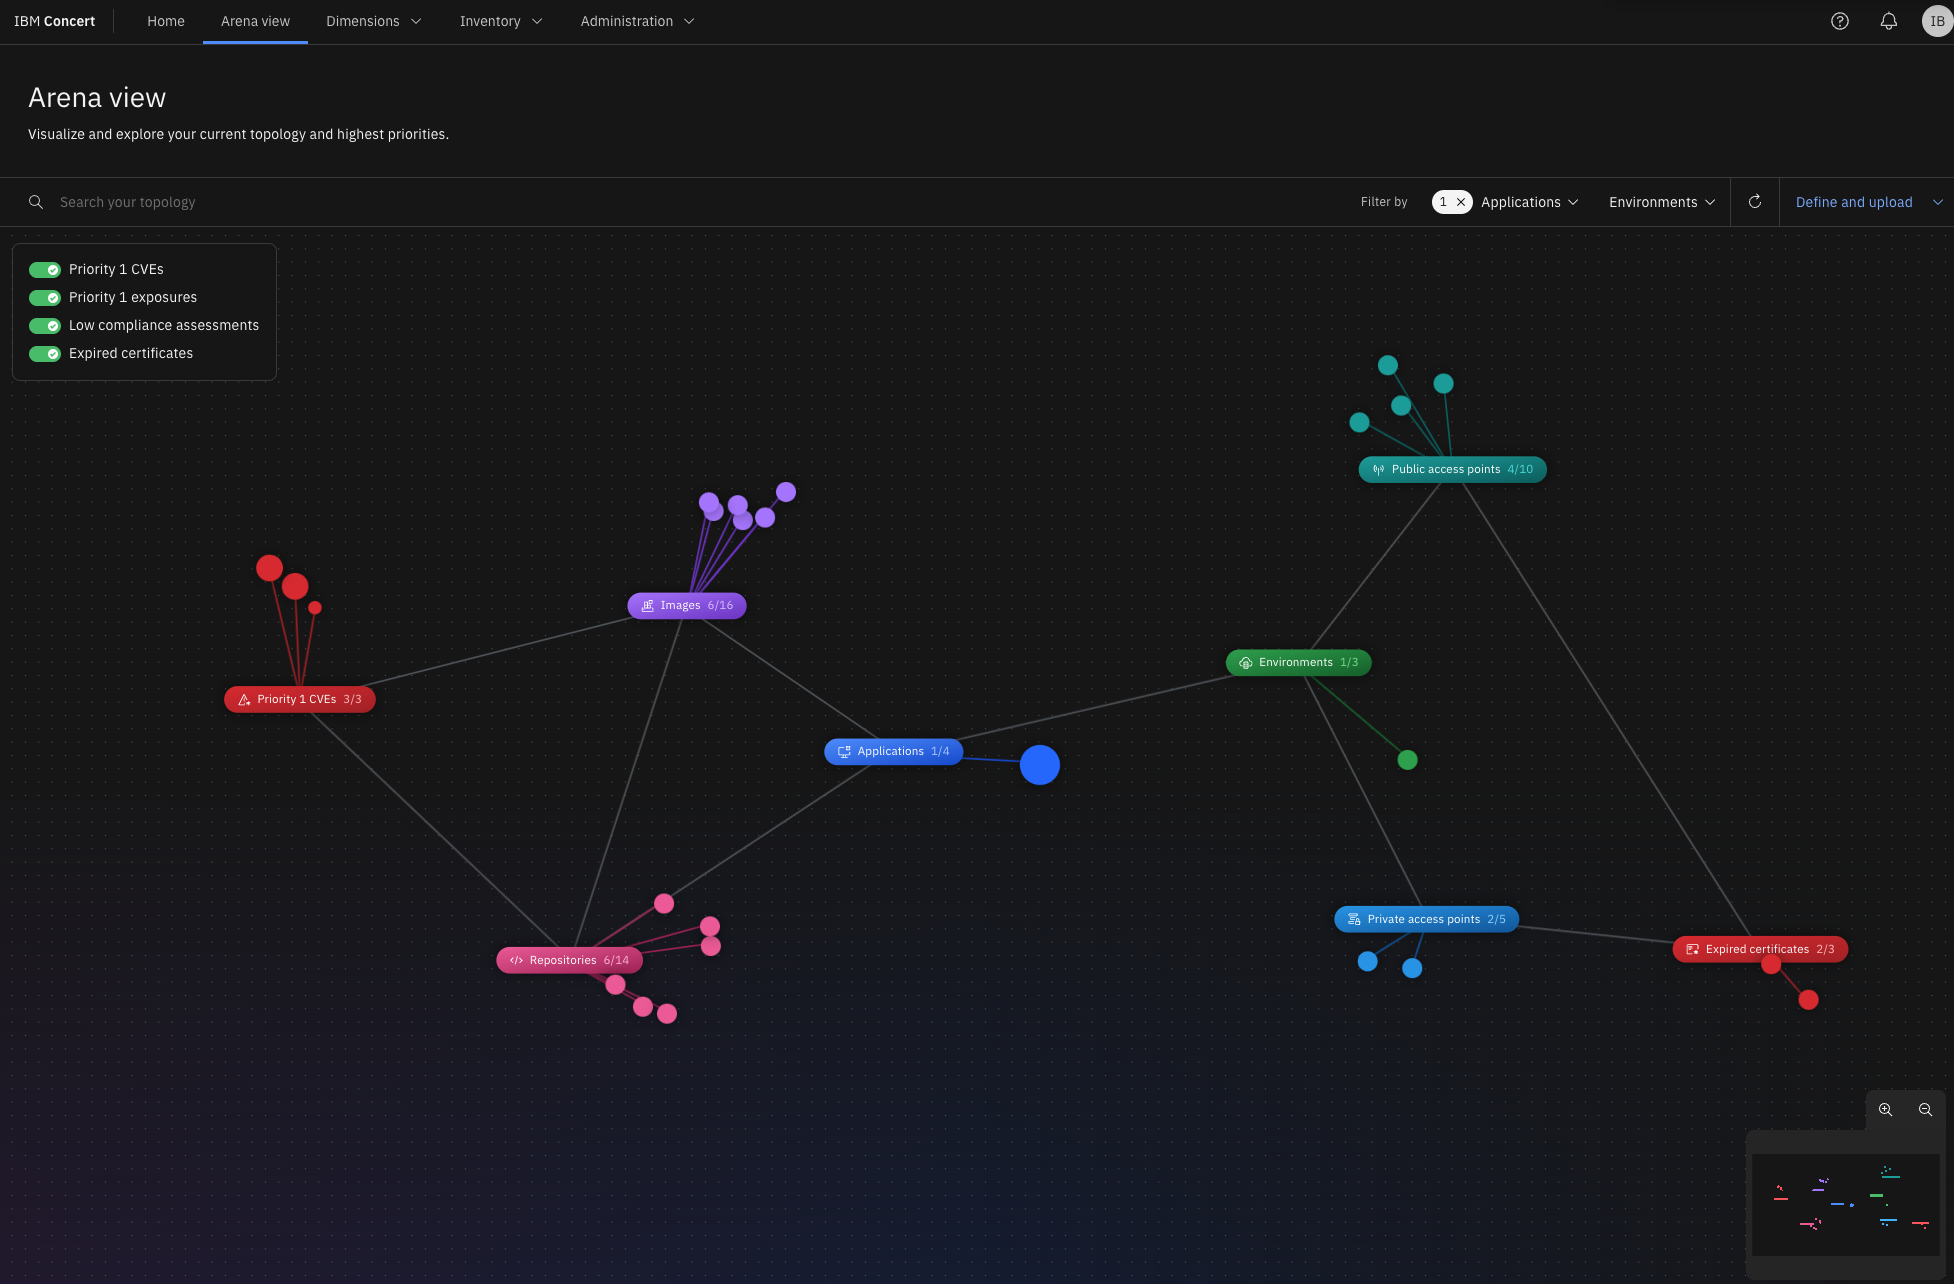 IBM Concert
Home
Arena view
Dimensions
Inventory
Administration
IB
Arena view
Visualize and explore your current topology and highest priorities.
Search your topology
Filter by
1
Applications
Environments
Define and upload
Priority 1 CVEs
Priority 1 exposures
Low compliance assessments
Expired certificates
Public access points 4/10
Images 6/16
Environments 1/3
Priority 1 CVEs 3/3
Applications 1/4
Private access points 2/5
Expired certificates 2/3
Repositories 6/14